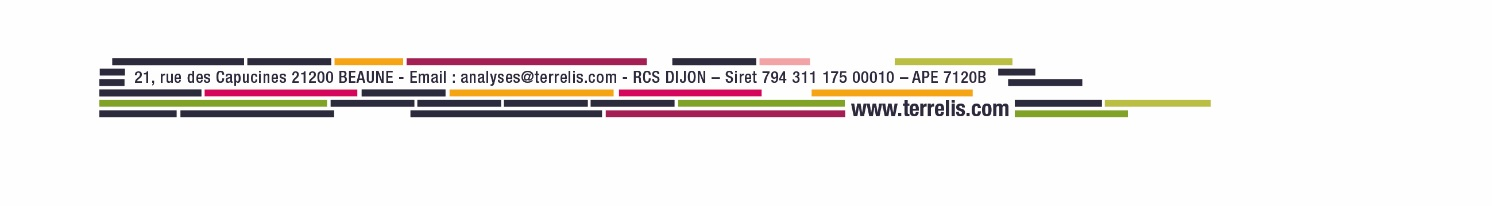 21, rue des Capucines 21200 BEAUNE - Email : analyses@terrelis.com - RCS DIJON – Siret 794 311 175 00010 – APE 7120B
www.terrelis.com